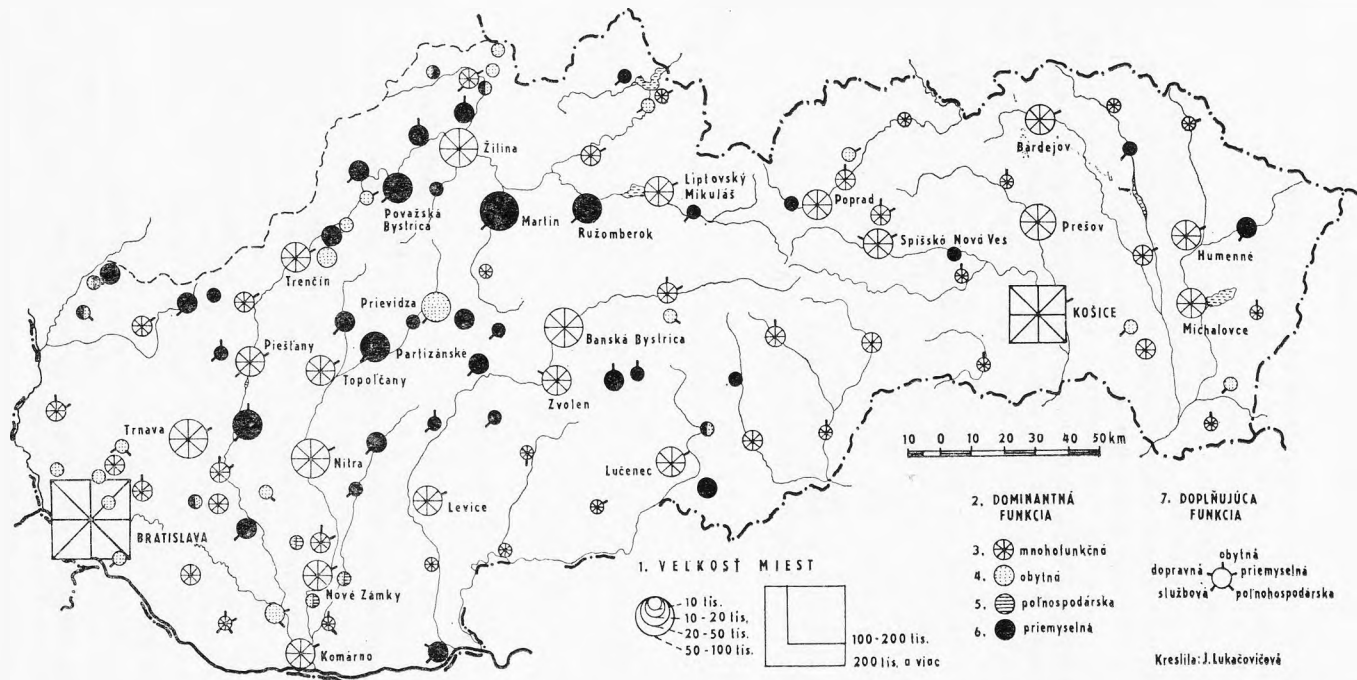 Žilina
Považská
Bystrica
Martin
Ružomberok
Liptovský
Mikuláš
Poprad
Bardejov
Spišská Nová Ves
Prešov
Humenné
Trenčín
Prievidza
KOŠICE
Michalovce
Piešťany
Topoľčany
Partizánské
Banská Bystrica
Zvolen
Trnava
Nitra
Lučenec
Levice
BRATISLAVA
Nové Zámky
Komárno
10 0 10 20 30 40 50 km
1. VEĽKOSŤ MIEST
10 tis.
10-20 tis.
20-50 tis.
50-100 tis.
100-200 tis.
200 tis. a viac
2. DOMINANTNÁ
FUNKCIA
3. mnohofunkčná
4. obytná
5. poľnospodárska
6. priemyselná
7. DOPLŇUJÚCA
FUNKCIA
obytná
dopravná priemyselná
službová poľnohospodárska
Kreslila: J. Lukačovičová